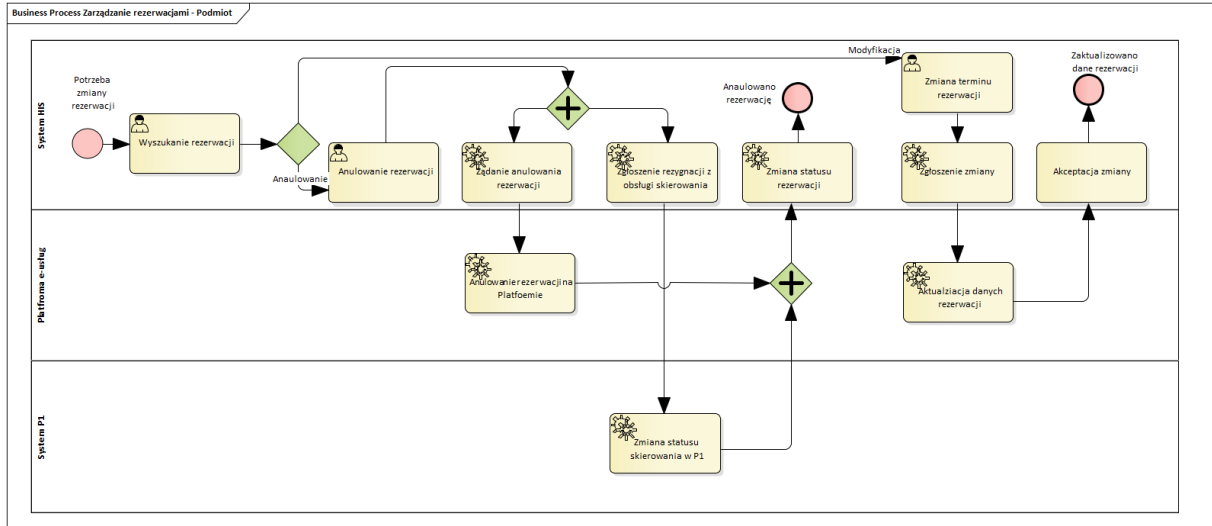 Business Process Zarządzanie rezerwacjami - Podmiot
System HIS
Potrzeba
zmiany
rezerwacji
Wyszukanie rezerwacji
Anaulowanie
Anulowanie rezerwacji
Modyfikacja
Żądanie anulowania
rezerwacji
Zgłoszenie rezygnacji z
obsługi skierowania
Anaulowano
rezerwację
Zmiana statusu
rezerwacji
Zmiana terminu
rezerwacji
Zgłoszenie zmiany
Zaktualizowano
dane rezerwacji
Akceptacja zmiany
Platfroma e-usług
Anulowanie rezerwacji na
Platfoemie
Aktualziacja danych
rezerwacji
System P1
Zmiana statusu
skierowania w P1